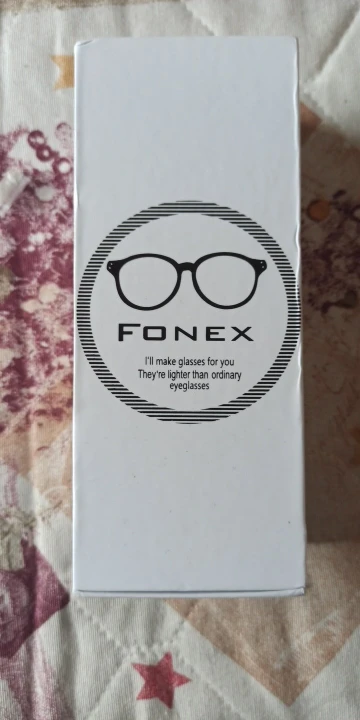 FONEX
I'll make glasses for you
They're lighter than ordinary
eyeglasses